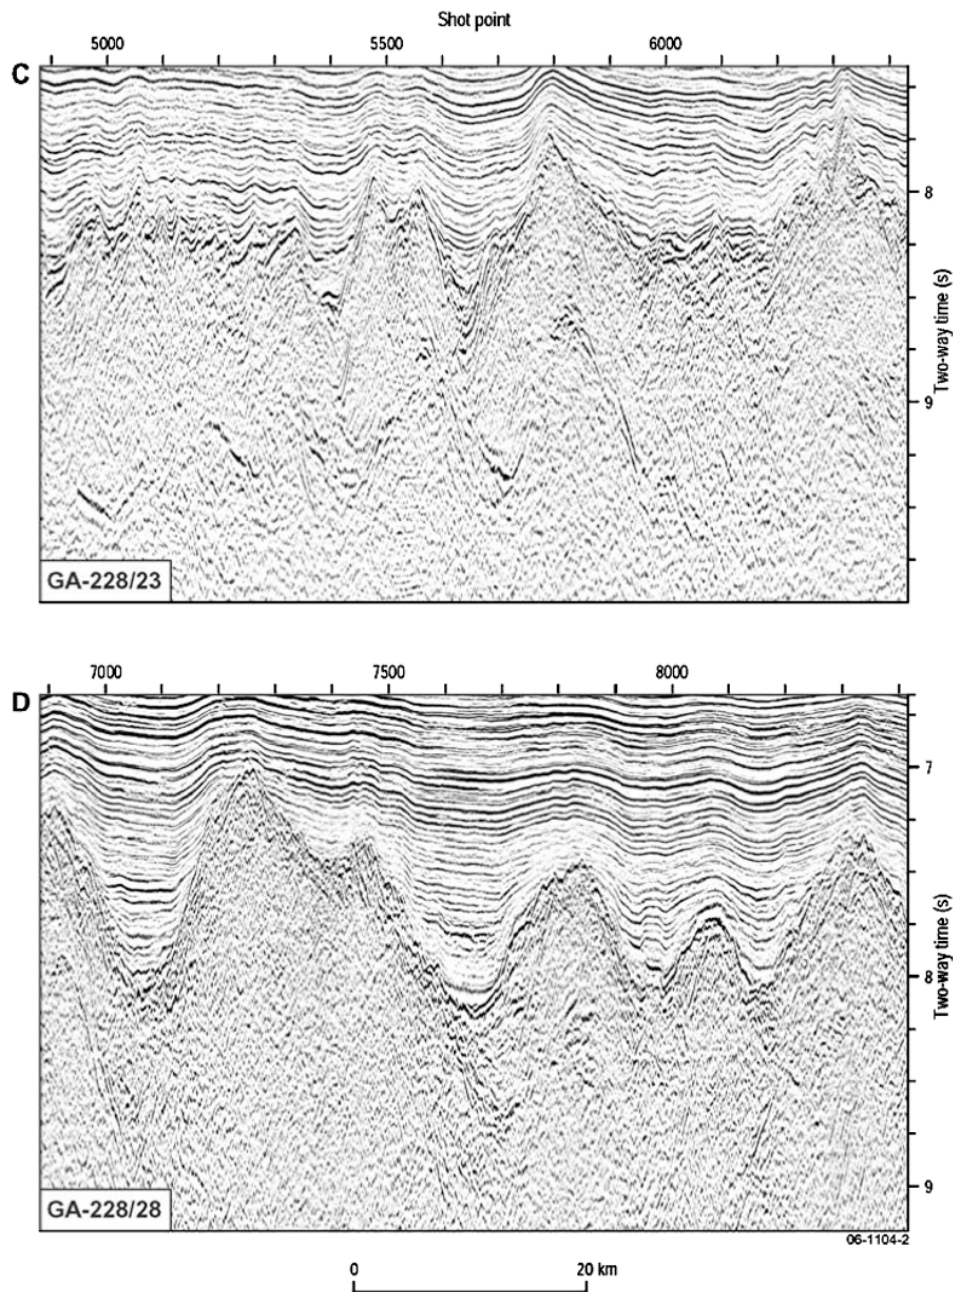 Shot point
5000 5500 6000
C
8
Two-way time (s)
9
GA-228/23
7000 7500 8000
D
7
8
Two-way time (s)
9
GA-228/28
06-1104-2
0 20 km